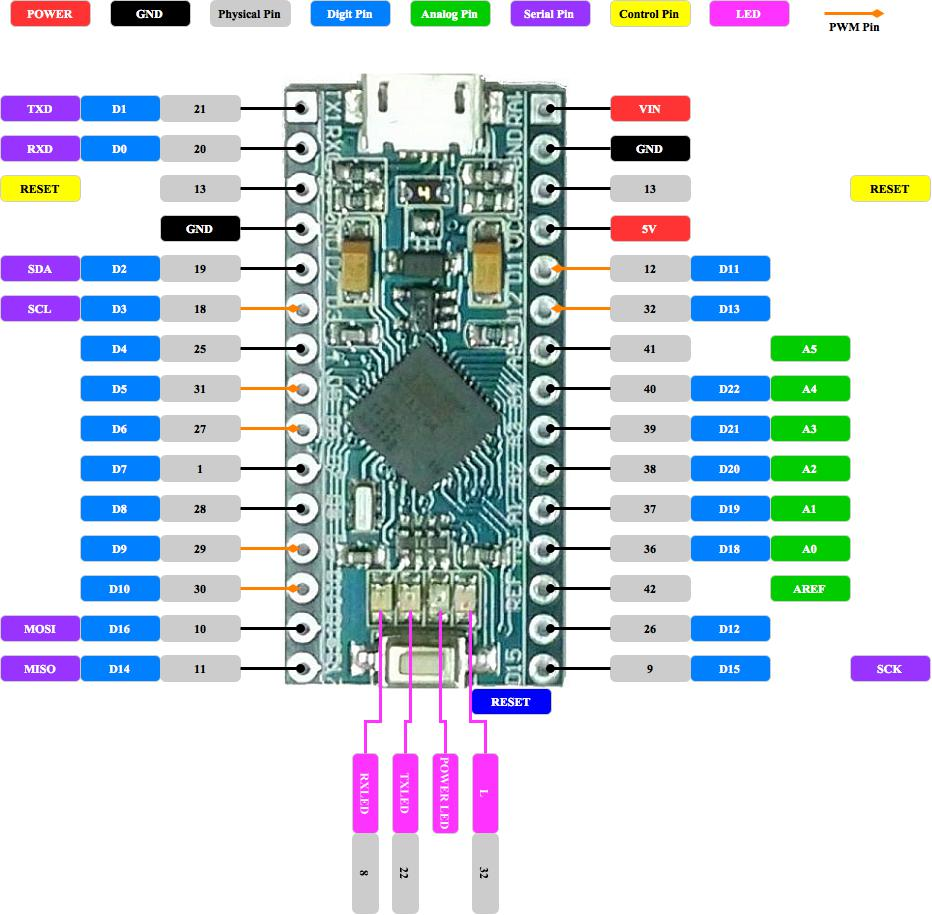 POWER GND Physical Pin Digit Pin Analog Pin Serial Pin Control Pin LED PWM Pin
TXD D1 21 VIN
RXD D0 20 GND
RESET 13 13 RESET
GND 5V
SDA D2 19 12 D11
SCL D3 18 32 D13
D4 25 41 A5
D5 31 40 D22 A4
D6 27 39 D21 A3
D7 1 38 D20 A2
D8 28 37 D19 A1
D9 29 36 D18 A0
D10 30 42 AREF
MOSI D16 10 26 D12
MISO D14 11 9 D15 SCK
4
REF
D15
RESET
RXLED TXLED POWER LED L
8 22 32